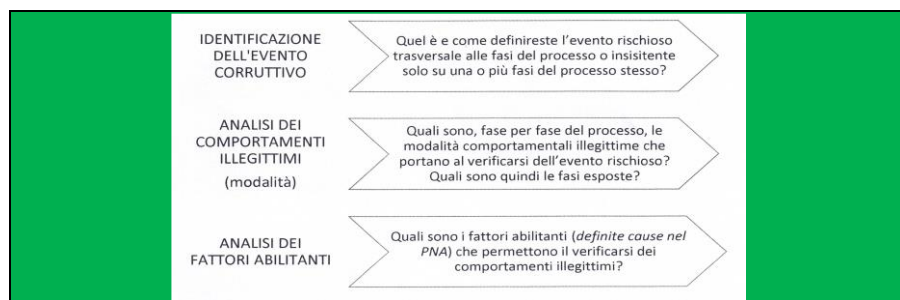 IDENTIFICAZIONE
DELL'EVENTO
CORRUTTIVO
Quel è e come definireste l'evento rischioso
trasversale alle fasi del processo o insisitente
solo su una o più fasi del processo stesso?
ANALISI DEI
COMPORTAMENTI
ILLEGITTIMI
(modalità)
Quali sono, fase per fase del processo, le
modalità comportamentali illegittime che
portano al verificarsi dell'evento rischioso?
Quali sono quindi le fasi esposte?
ANALISI DEI
FATTORI ABILITANTI
Quali sono i fattori abilitanti (definite cause nel
PNA) che permettono il verificarsi dei
comportamenti illegittimi?